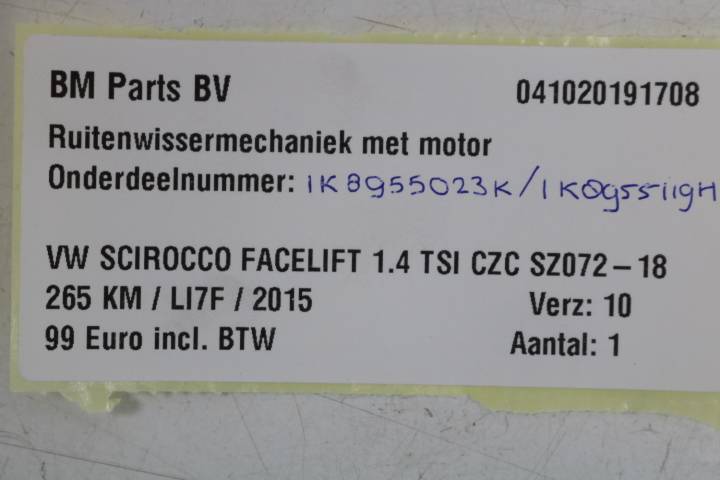 BM Parts BV 041020191708
Ruitenwissermechaniek met motor
Onderdeelnummer: 1K8955023K/1K0955119H
VW SCIROCCO FACELIFT 1.4 TSI CZC SZ072-18
265 KM / LI7F / 2015 Verz: 10
99 Euro incl. BTW Aantal: 1